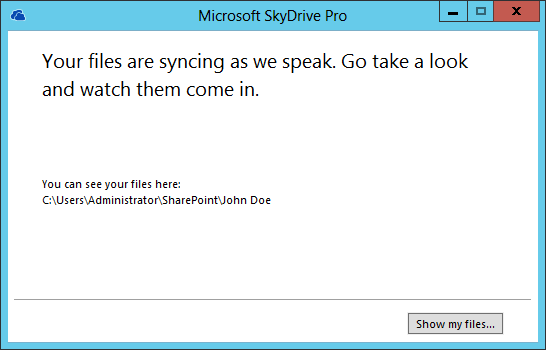 Microsoft SkyDrive Pro
Your files are syncing as we speak. Go take a look
and watch them come in.
You can see your files here:
C:\Users\Administrator\SharePoint\John Doe
Show my files...